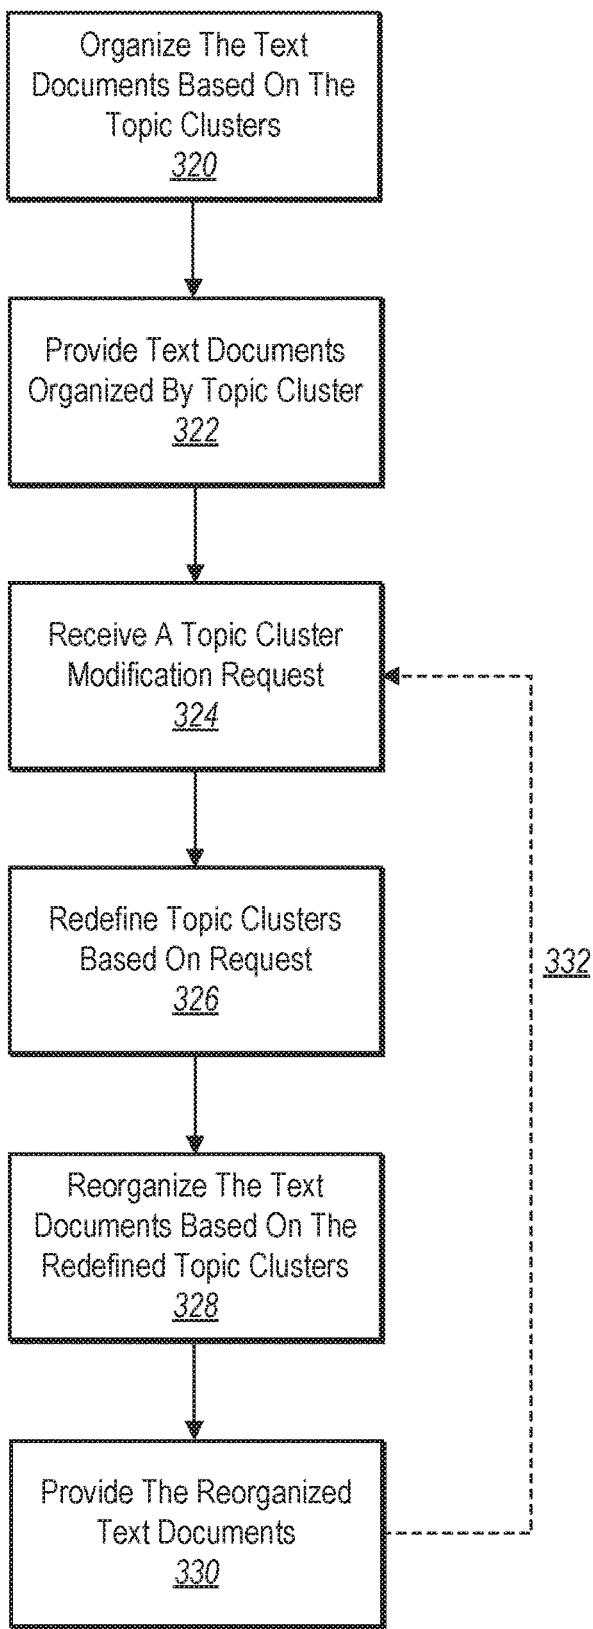 Organize The Text
Documents Based On The
Topic Clusters
320
Provide Text Documents
Organized By Topic Cluster
322
Receive A Topic Cluster
Modification Request
324
Redefine Topic Clusters
Based On Request
326
332
Reorganize The Text
Documents Based On The
Redefined Topic Clusters
328
Provide The Reorganized
Text Documents
330